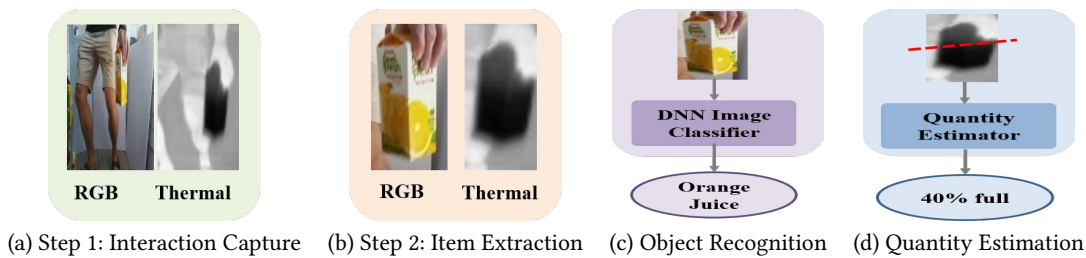 RGB Thermal
RGB Thermal
DNN Image
Classifier
Orange
Juice
Quantity
Estimator
40% full
(a) Step 1: Interaction Capture
(b) Step 2: Item Extraction
(c) Object Recognition
(d) Quantity Estimation